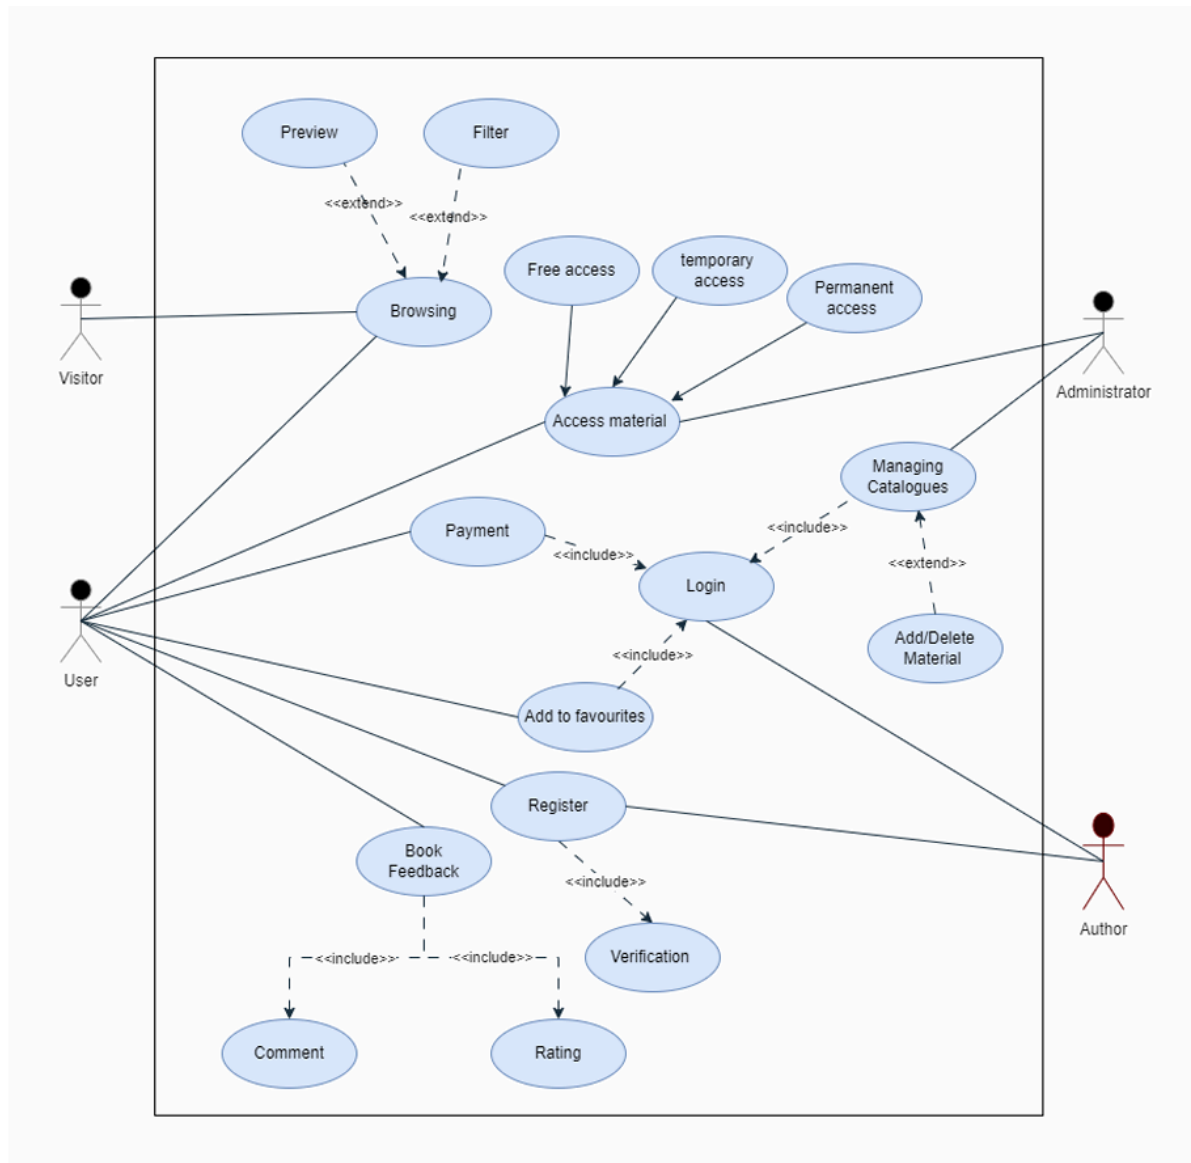 Preview
Filter
<<extend>>
<<extend>>
Free access
temporary
access
Permanent
access
Browsing
Visitor
Administrator
Access material
Managing
Catalogues
Payment
<<include>>
<<include>>
<<extend>>
Login
Add/Delete
Material
<<include>>
User
Add to favourites
Register
Book
Feedback
<<include>>
Author
<<include>>
<<include>>
Verification
Comment
Rating